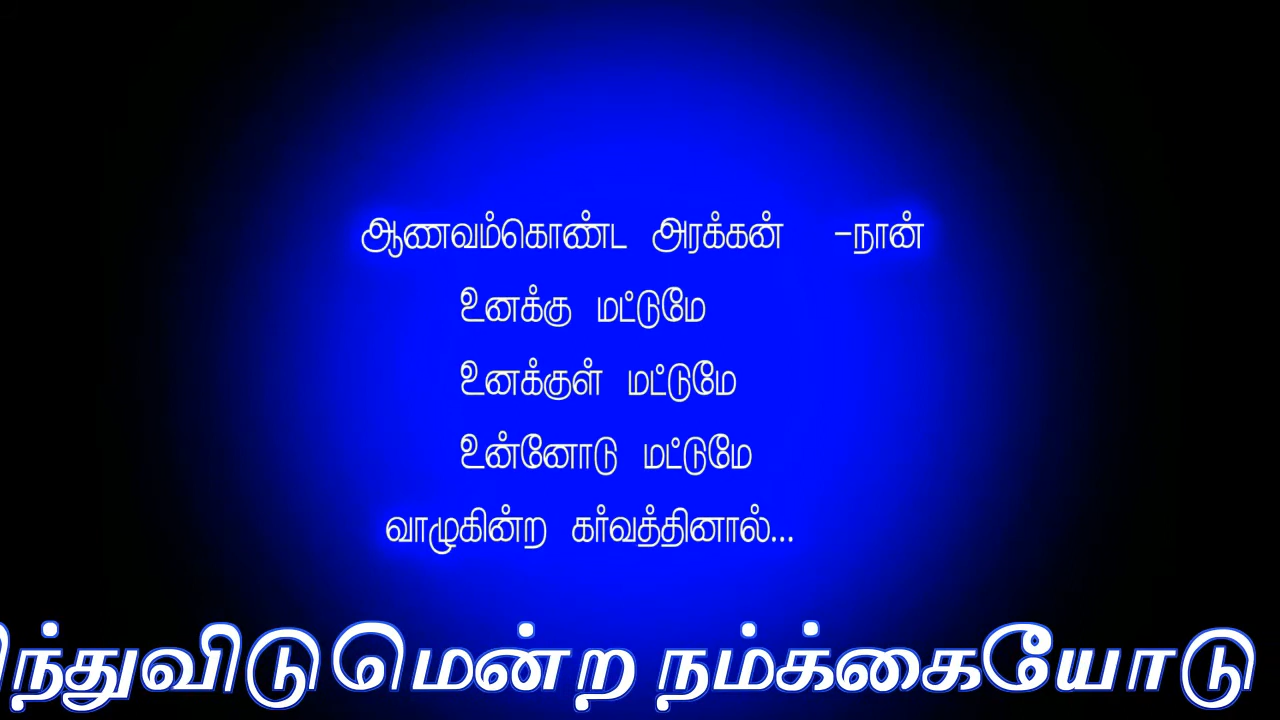 ஆணவம்கொண்ட அரக்கன் -நான்
உனக்கு மட்டுமே
உனக்குள் மட்டுமே
உன்னோடு மட்டுமே
வாழுகின்ற கர்வத்தினால்...
ந்துவிடுமென்ற நம்க்கையோடு